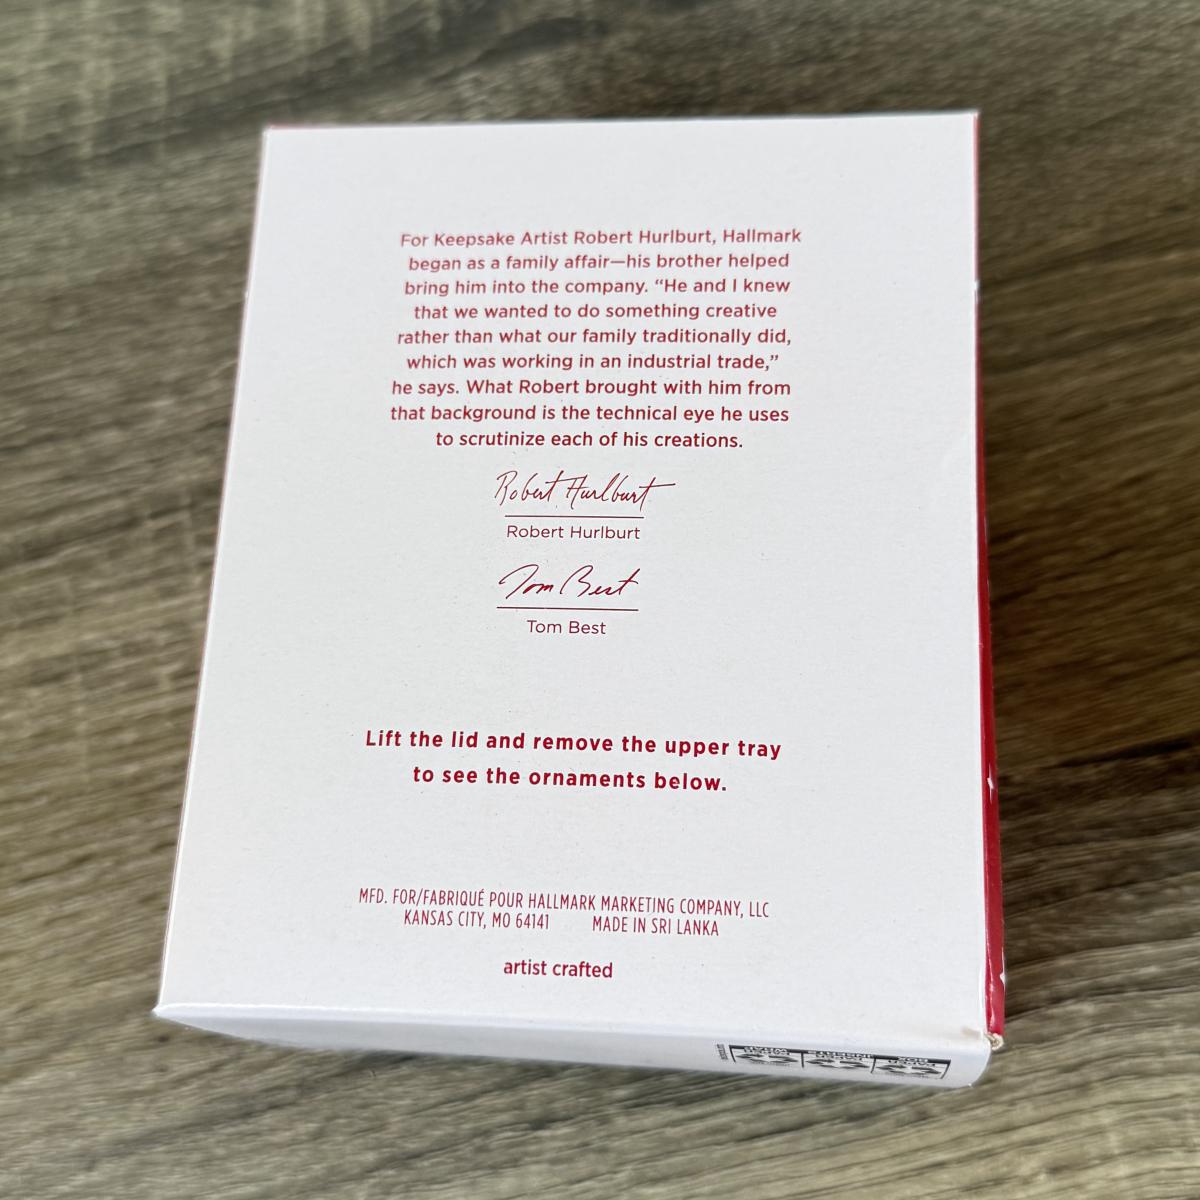 For Keepsake Artist Robert Hurlburt, Hallmark
began as a family affair—his brother helped
bring him into the company. “He and I knew
that we wanted to do something creative
rather than what our family traditionally did,
which was working in an industrial trade,”
he says. What Robert brought with him from
that background is the technical eye he uses
to scrutinize each of his creations.
Robert Hurlburt
Robert Hurlburt
Tom Best
Tom Best
Lift the lid and remove the upper tray
to see the ornaments below.
MFD. FOR/FABRIQUÉ POUR HALLMARK MARKETING COMPANY, LLC
KANSAS CITY, MO 64141 MADE IN SRI LANKA
artist crafted